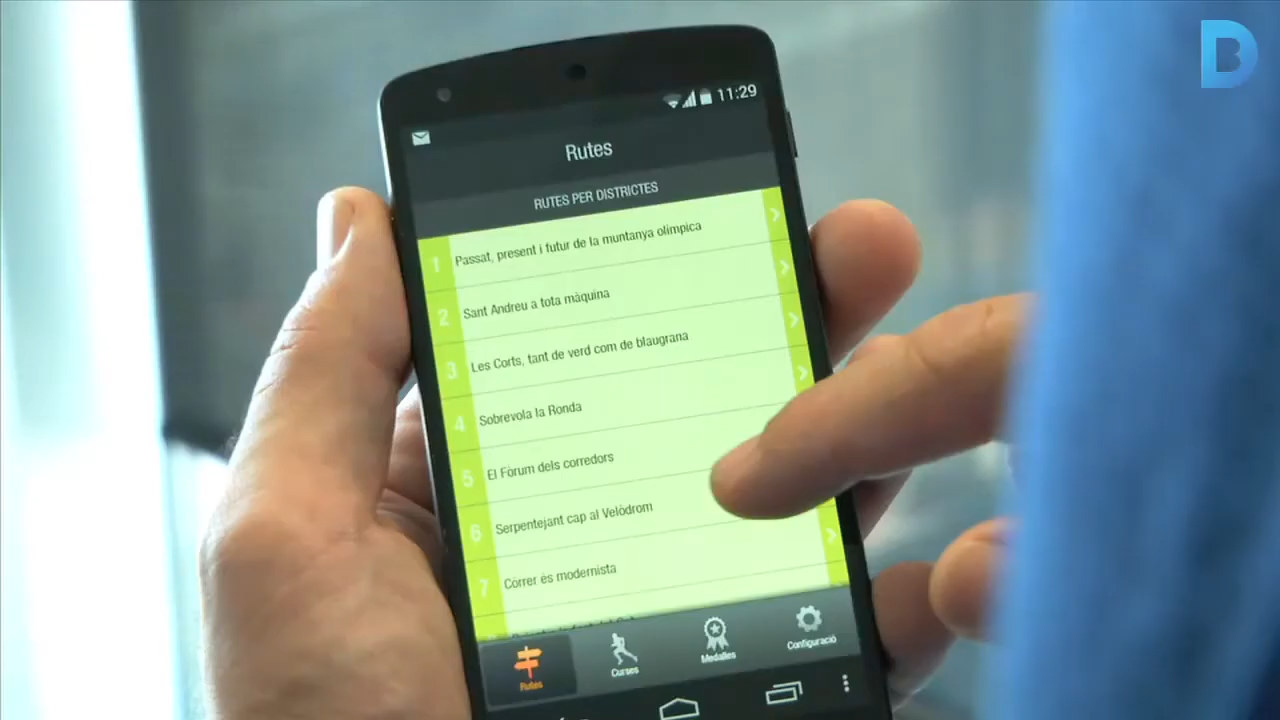 11:29
Rutes
RUTES PER DISTRICTES
1 Passat, present i futur de la muntanya olímpica
2 Sant Andreu a tota màquina
3 Les Corts, tant de verd com de blaugrana
4 Sobrevola la Ronda
5 El Fòrum dels corredors
6 Serpentejant cap al Velòdrom
7 Córrer és modernista
Rutes
Curses
Medalles
Configuració